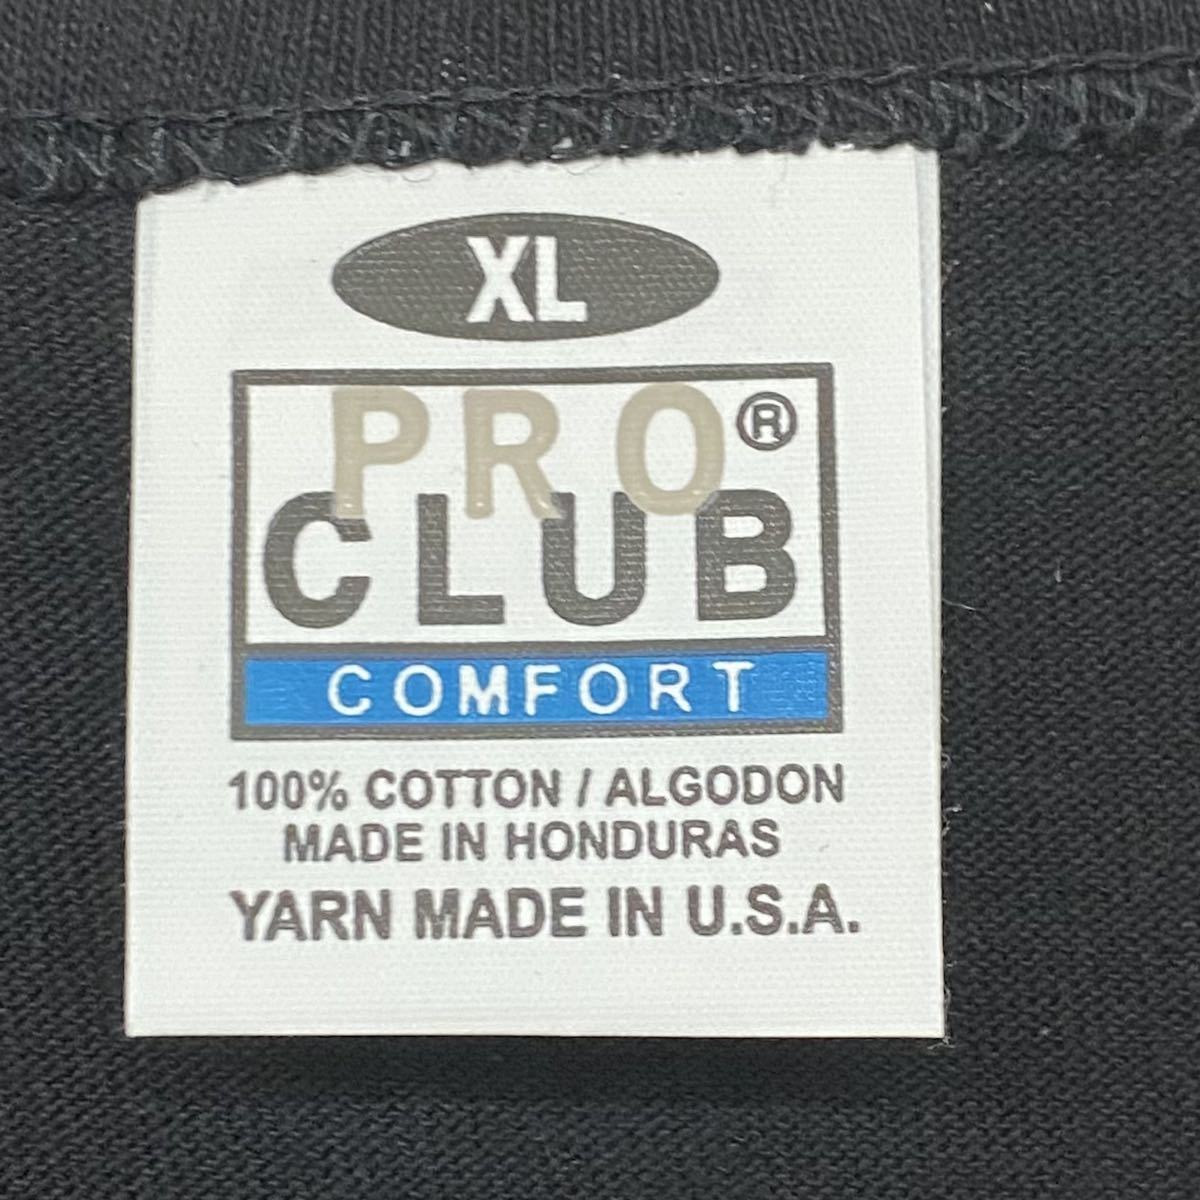 XL
PRO®
CLUB
COMFORT
100% COTTON / ALGODON
MADE IN HONDURAS
YARN MADE IN U.S.A.